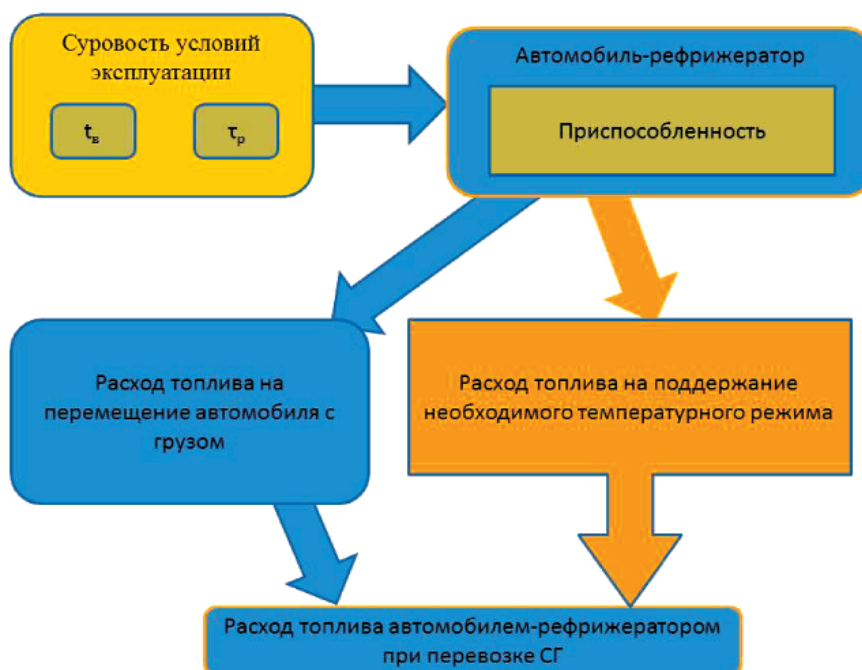 Суровость условий
эксплуатации
tв
τр
Автомобиль-рефрижератор
Приспособленность
Расход топлива на
перемещение автомобиля с
грузом
Расход топлива на поддержание
необходимого температурного режима
Расход топлива автомобилем-рефрижератором
при перевозке СГ